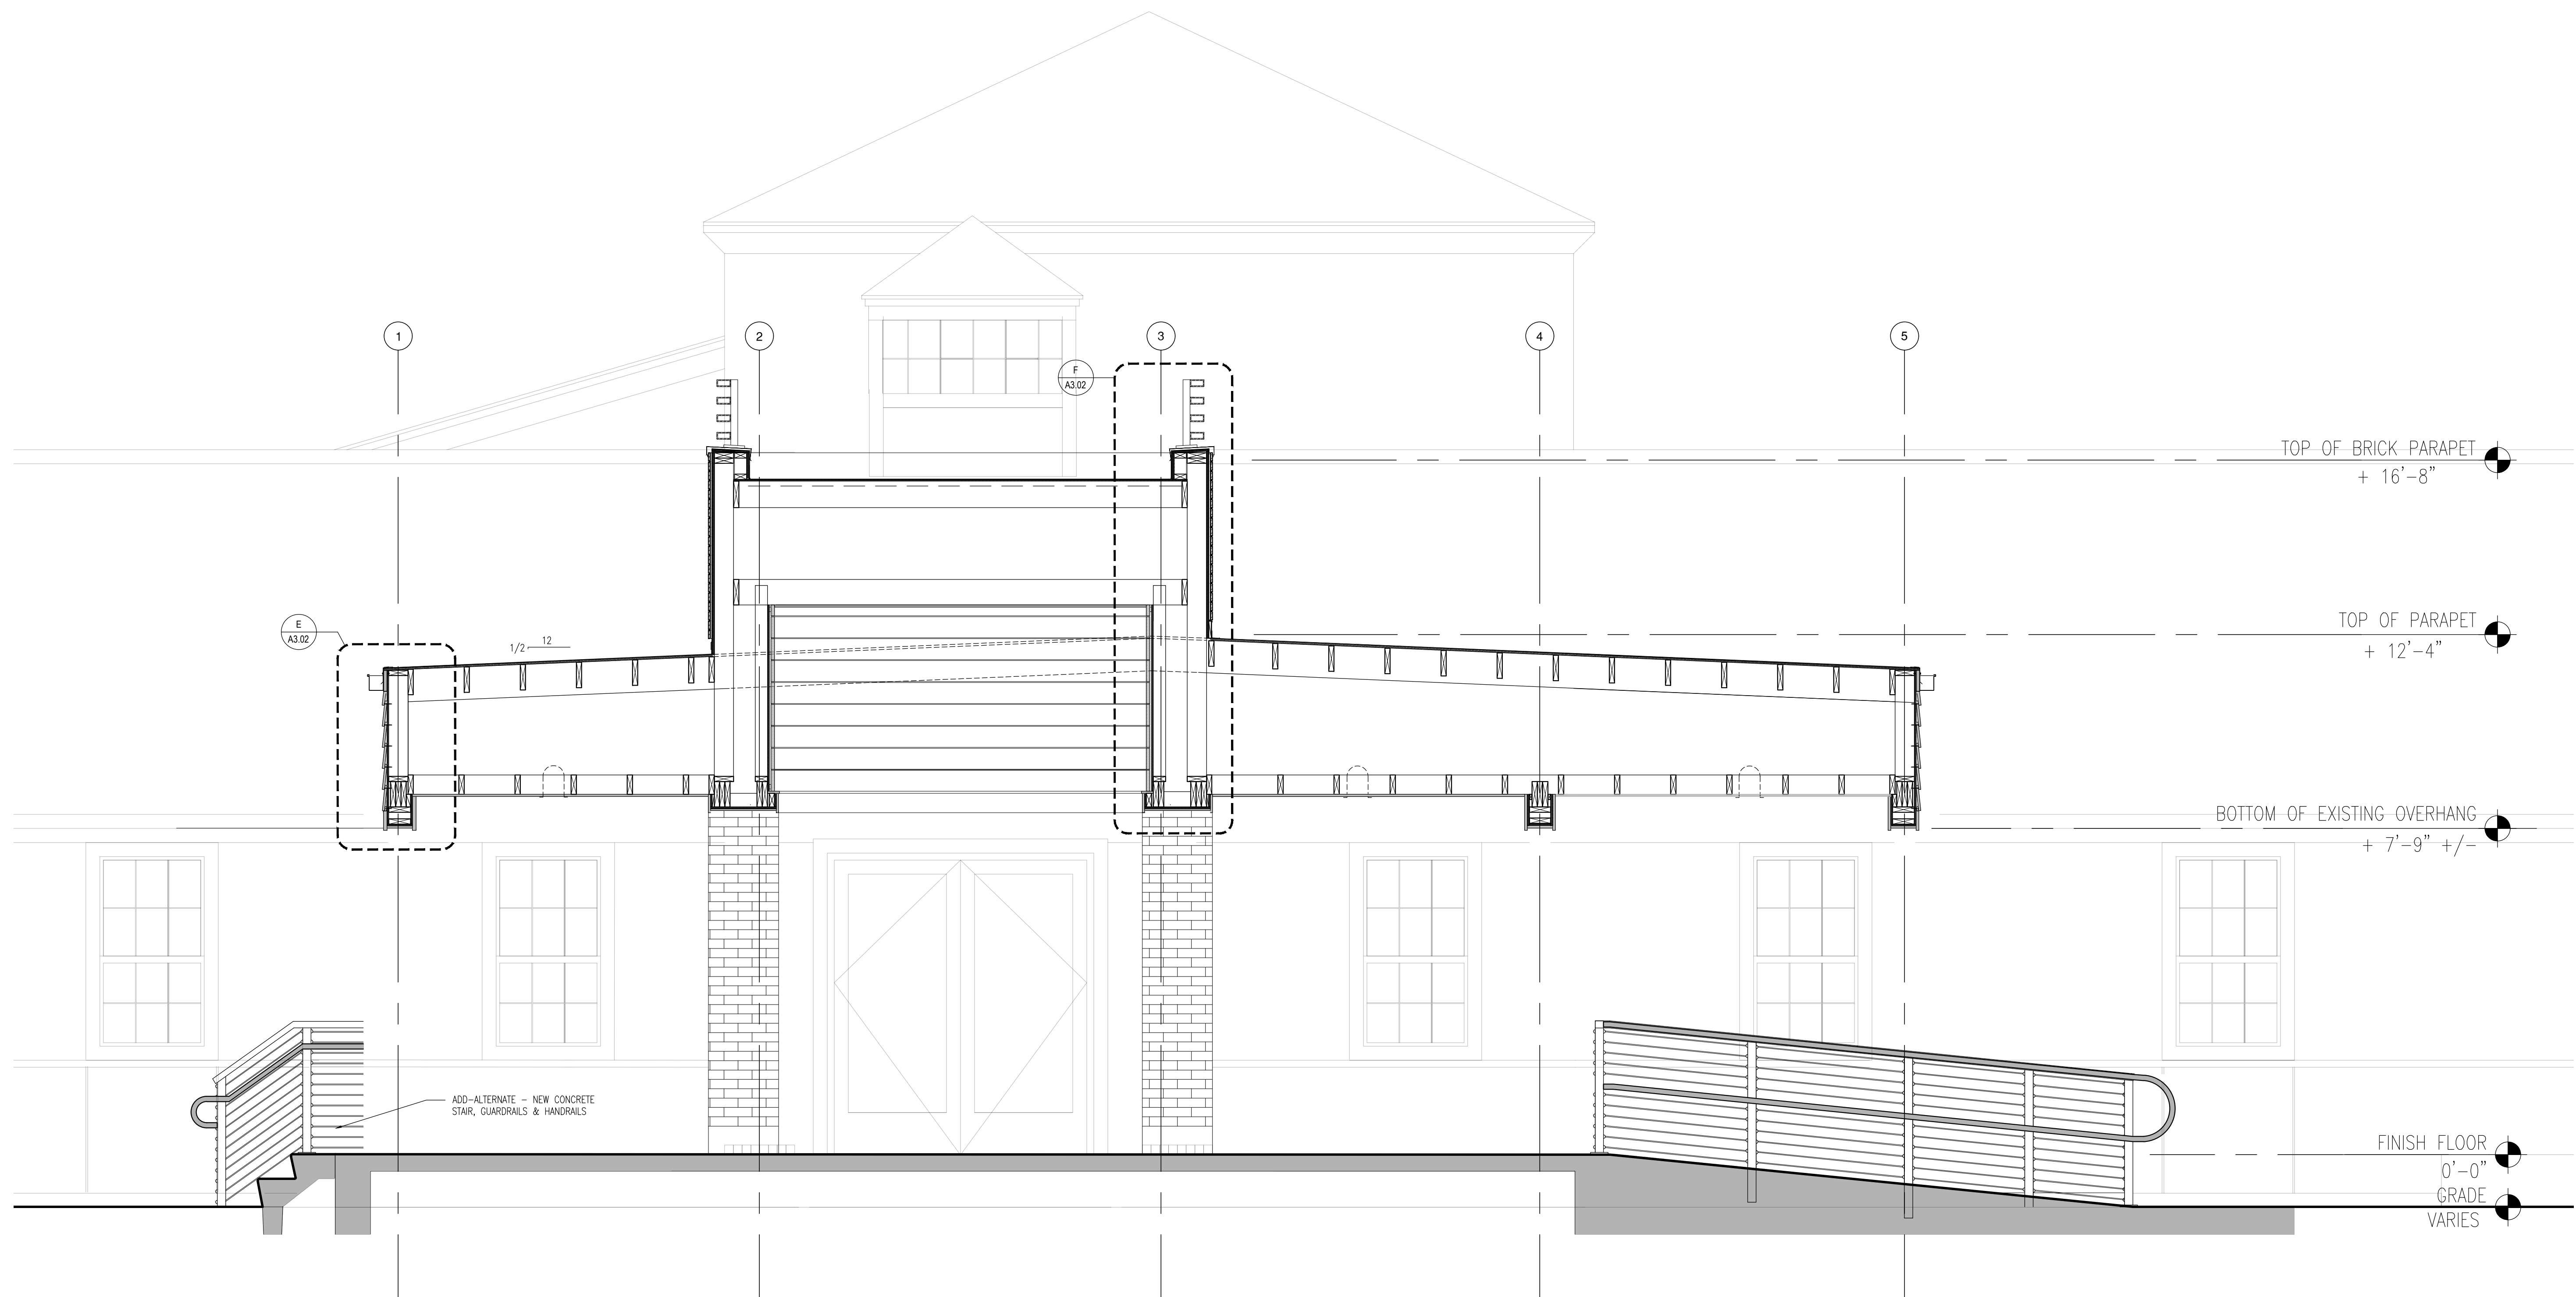 1
2
3
4
5
F
A3.02
TOP OF BRICK PARAPET
+ 16'-8"
E
A3.02
12
1/2
TOP OF PARAPET
+ 12'-4"
BOTTOM OF EXISTING OVERHANG
+ 7'-9" +/-
ADD-ALTERNATE - NEW CONCRETE
STAIR, GUARDRAILS & HANDRAILS
FINISH FLOOR
0'-0"
GRADE
VARIES